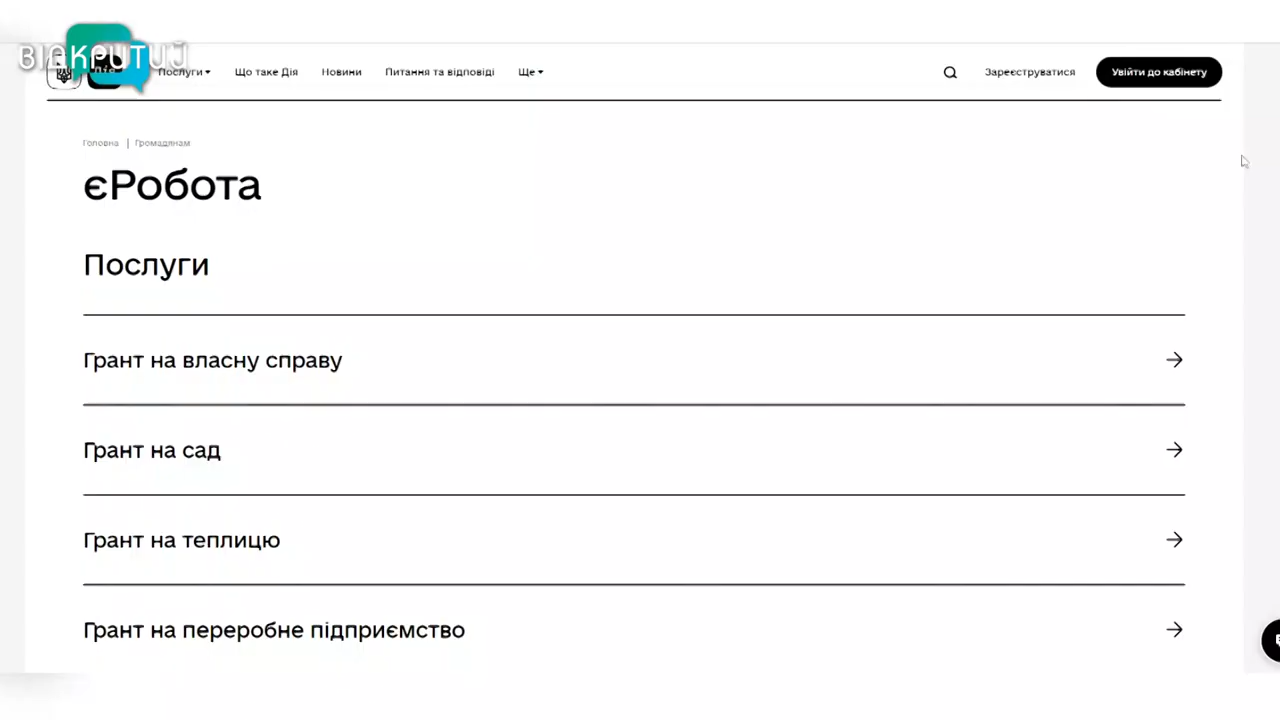 ВІДКРИТИЙ
Послуги Що таке Дія Новини Питання та відповіді Ще Зареєструватися Увійти до кабінету
Головна | Громадянам
єРобота
Послуги
Грант на власну справу
Грант на сад
Грант на теплицю
Грант на переробне підприємство